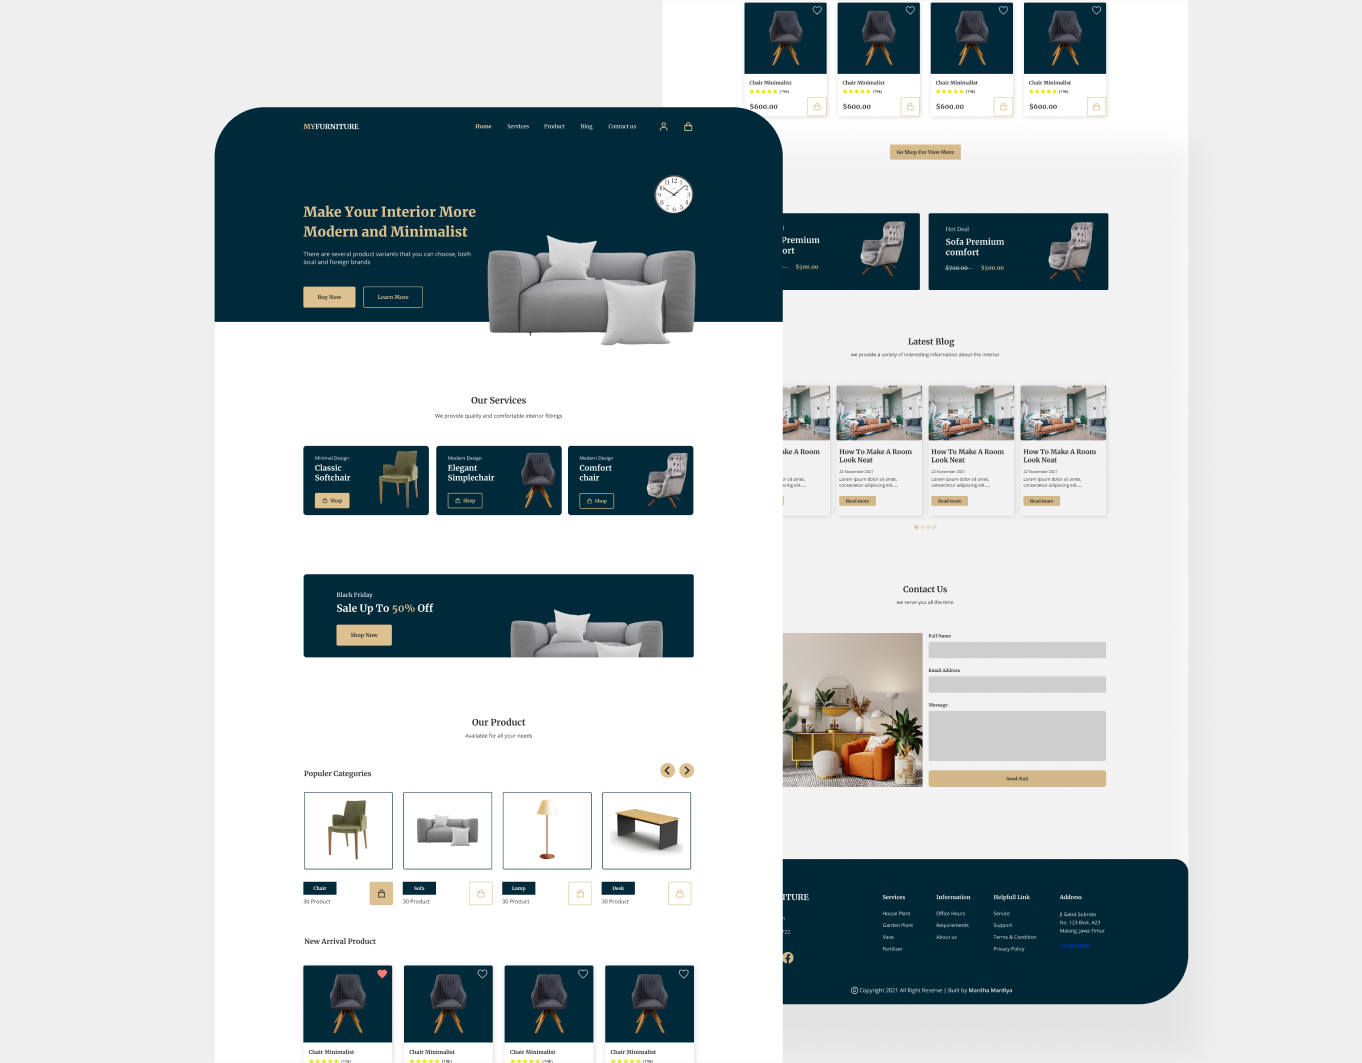 MYFURNITURE
Home
Services
Product
Blog
Contact us
Make Your Interior More
Modern and Minimalist
There are several product variants that you can choose, both
local and foreign brands
Buy Now
Learn More
Our Services
We provide quality and comfortable interior fittings
Minimal Design
Classic
Softchair
Shop
Modern Design
Elegant
Simplechair
Shop
Modern Design
Comfort
chair
Shop
Black Friday
Sale Up To 50% Off
Shop Now
Our Product
Available for all your needs
Populer Categories
Chair
30 Product
Sofa
30 Product
Lamp
30 Product
Desk
30 Product
New Arrival Product
Chair Minimalist
Chair Minimalist
Chair Minimalist
Chair Minimalist
Chair Minimalist
(1%)
$600.00
Chair Minimalist
(1%)
$600.00
Chair Minimalist
(1%)
$600.00
Chair Minimalist
(1%)
$600.00
Go Shop For View More
Premium
ort
$500.00
Hot Deal
Sofa Premium
comfort
$700.00
$500.00
Latest Blog
we provide a variety of interesting information about the interior
ake A Room
sit amet,
scing elit.....
How To Make A Room
Look Neat
22 November 2021
Lorem ipsum dolor sit amet,
consectetur adipiscing elit.....
Read more
How To Make A Room
Look Neat
22 November 2021
Lorem ipsum dolor sit amet,
consectetur adipiscing elit.....
Read more
How To Make A Room
Look Neat
22 November 2021
Lorem ipsum dolor sit amet,
consectetur adipiscing elit.....
Read more
Contact Us
we serve you all the time
Full Name
Email Address
Message
Send Mail
ITURE
722
Services
House Plant
Garden Plant
Vase
Fertilizer
Information
Office Hours
Requirements
About us
Helpfull Link
Service
Support
Terms & Condition
Privacy Policy
Address
Jl Gatot Subroto
No. 123 Blok. A23
Malang, Jawa Timur
Google Maps
© Copyright 2021 All Right Reserve | Built by Mardha Mardiya